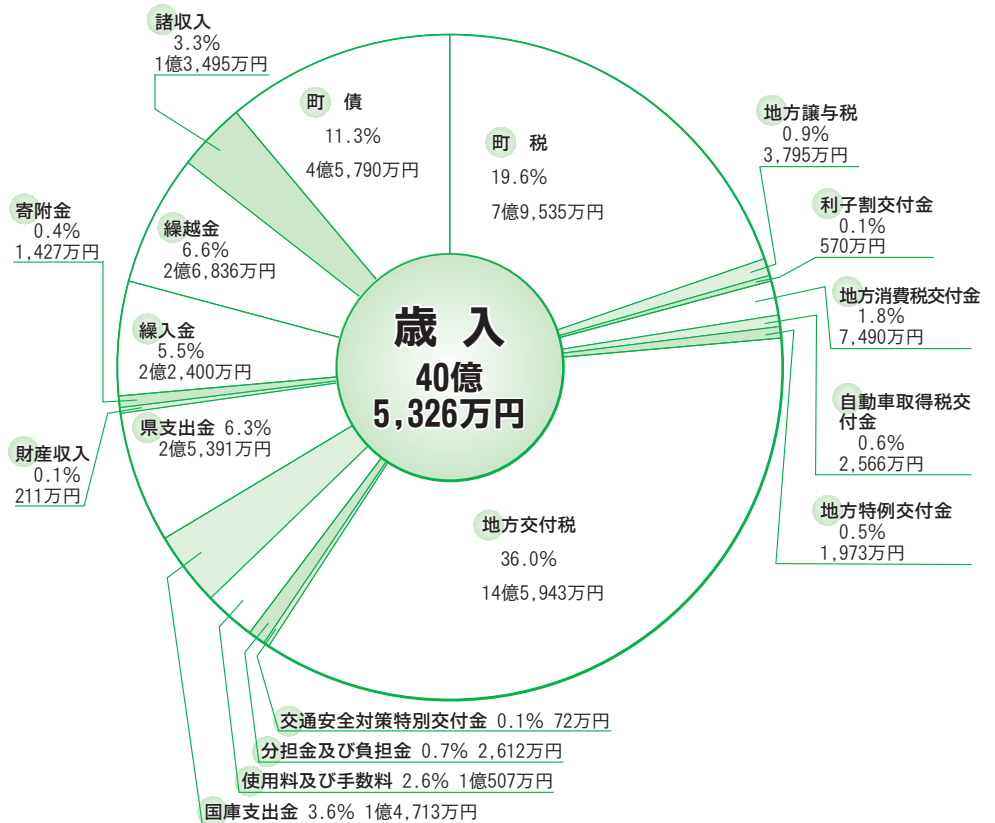 歳入
40億
5,326万円
町 税
19.6%
7億9,535万円
地方譲与税
0.9%
3,795万円
利子割交付金
0.1%
570万円
地方消費税交付金
1.8%
7,490万円
自動車取得税交
付金
0.6%
2,566万円
地方特例交付金
0.5%
1,973万円
地方交付税
36.0%
14億5,943万円
交通安全対策特別交付金 0.1% 72万円
分担金及び負担金 0.7% 2,612万円
使用料及び手数料 2.6% 1億507万円
国庫支出金 3.6% 1億4,713万円
県支出金 6.3%
2億5,391万円
財産収入
0.1%
211万円
寄附金
0.4%
1,427万円
繰入金
5.5%
2億2,400万円
繰越金
6.6%
2億6,836万円
諸収入
3.3%
1億3,495万円
町 債
11.3%
4億5,790万円